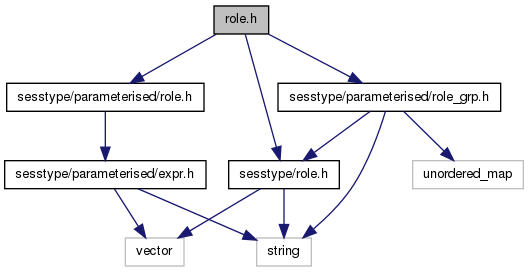 role.h
sesstype/parameterised/role.h
sesstype/parameterised/role_grp.h
sesstype/parameterised/expr.h
sesstype/role.h
unordered_map
vector
string